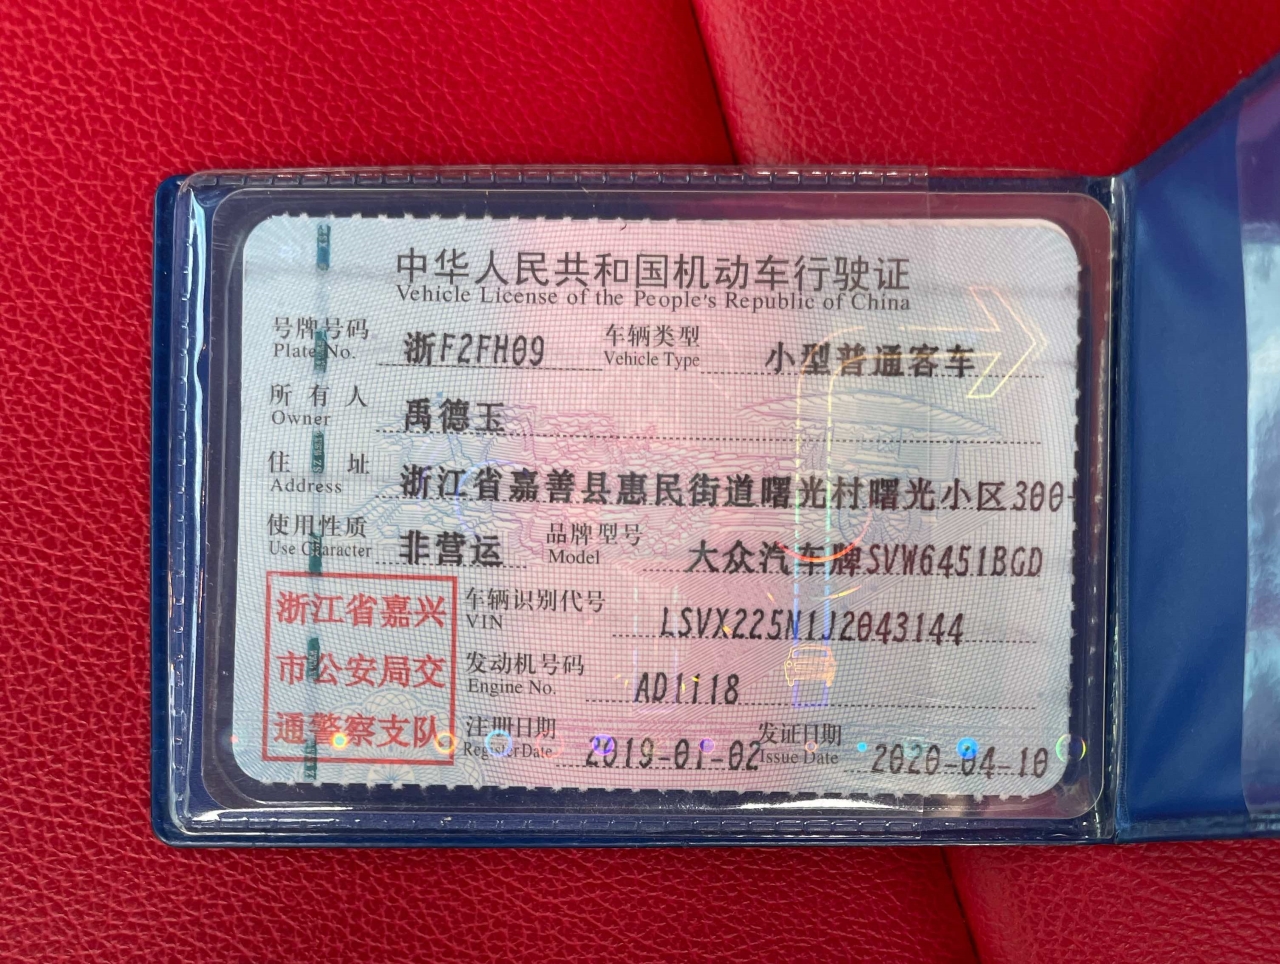 中华人民共和国机动车行驶证
Vehicle License of the People's Republic of China
号牌号码 浙F2FH09 车辆类型 小型普通客车
Plate No. Vehicle Type
所有人 禹德玉
Owner
住址 浙江省嘉善县惠民街道曙光村曙光小区300-
Address
使用性质 非营运 品牌型号 大众汽车牌SVW6451BGD
Use Character Model
浙江省嘉兴
市公安局交
通警察支队
车辆识别代号 LSVX225N1J2043144
VIN
发动机号码 AD1118
Engine No.
注册日期 2019-01-02 发证日期 2020-04-10
Register Date Issue Date